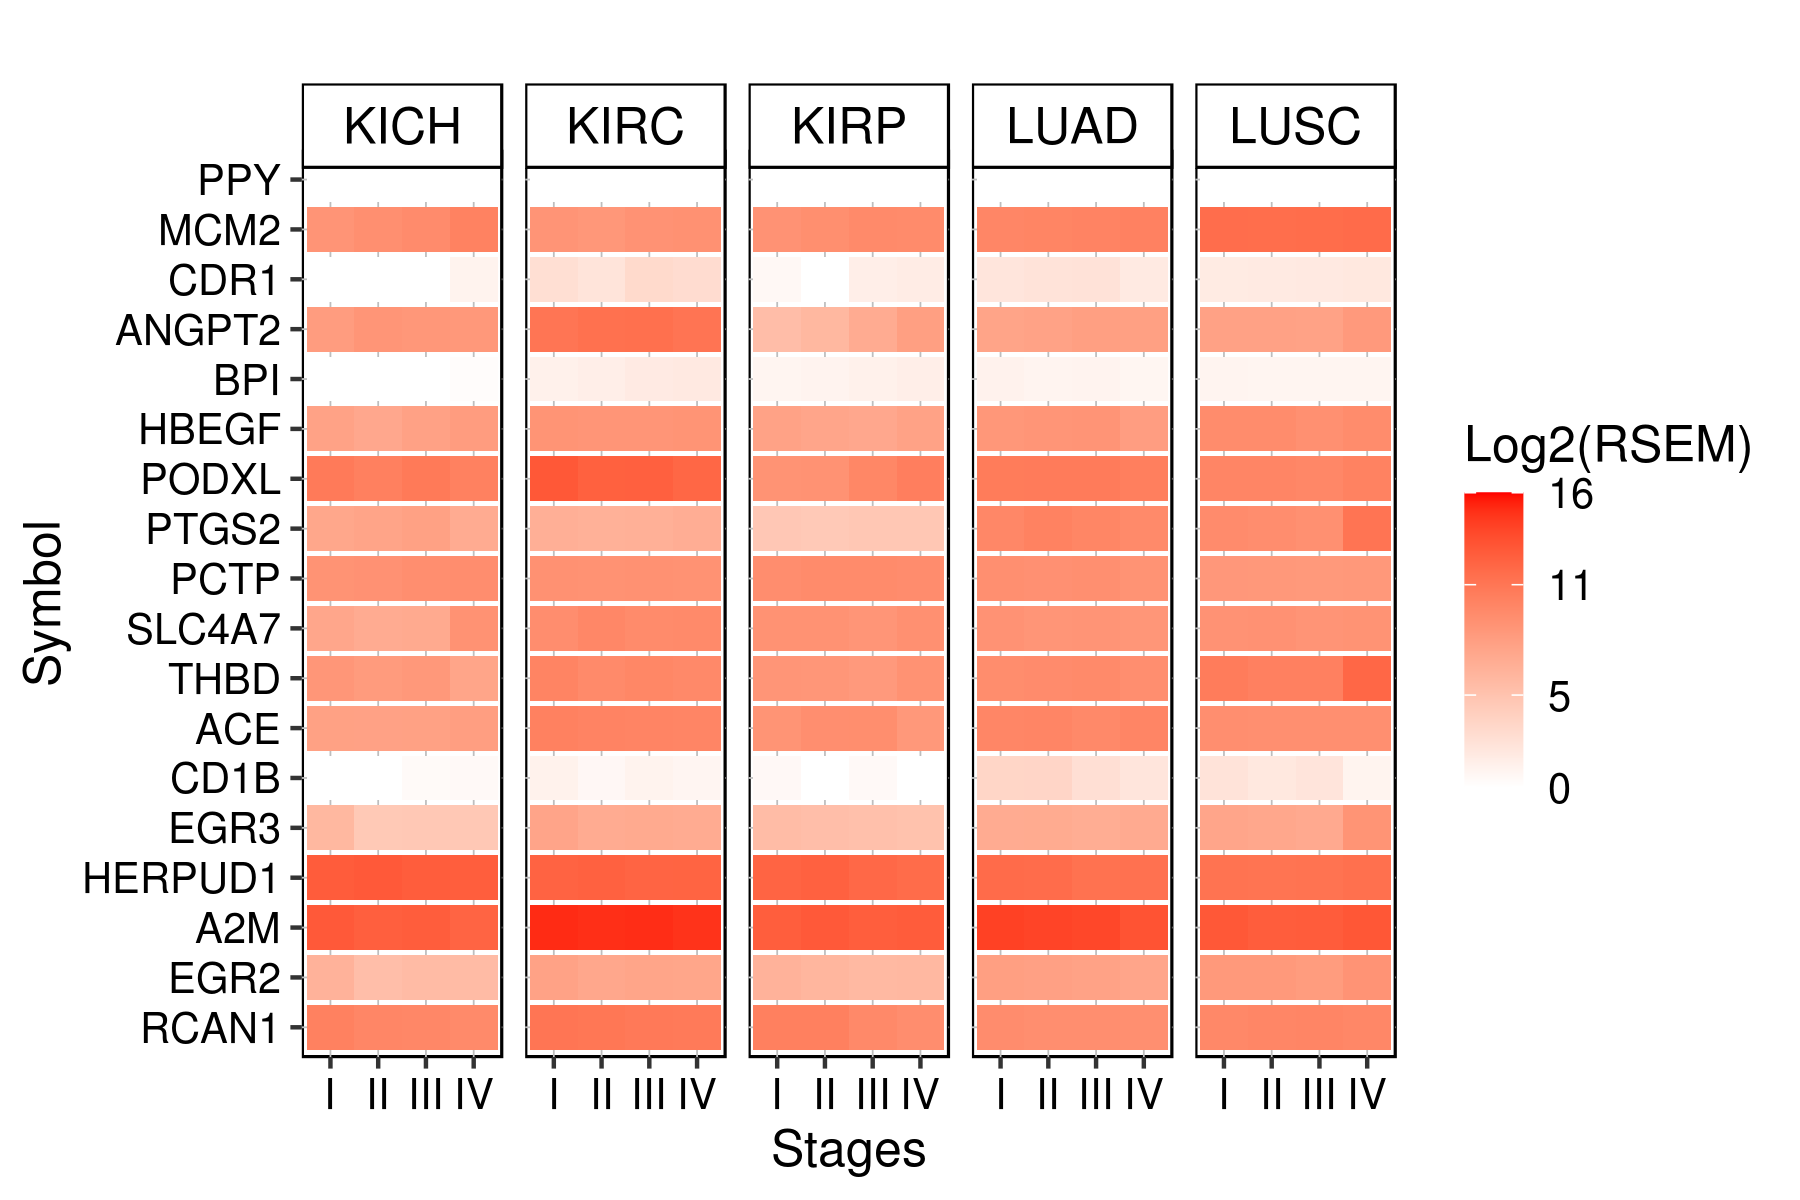 KICH KIRC KIRP LUAD LUSC
PPY
MCM2
CDR1
ANGPT2
BPI
HBEGF
PODXL
PTGS2
PCTP
SLC4A7
THBD
ACE
CD1B
EGR3
HERPUD1
A2M
EGR2
RCAN1
Symbol
I II III IV I II III IV I II III IV I II III IV I II III IV
Stages
Log2(RSEM)
16
11
5
0